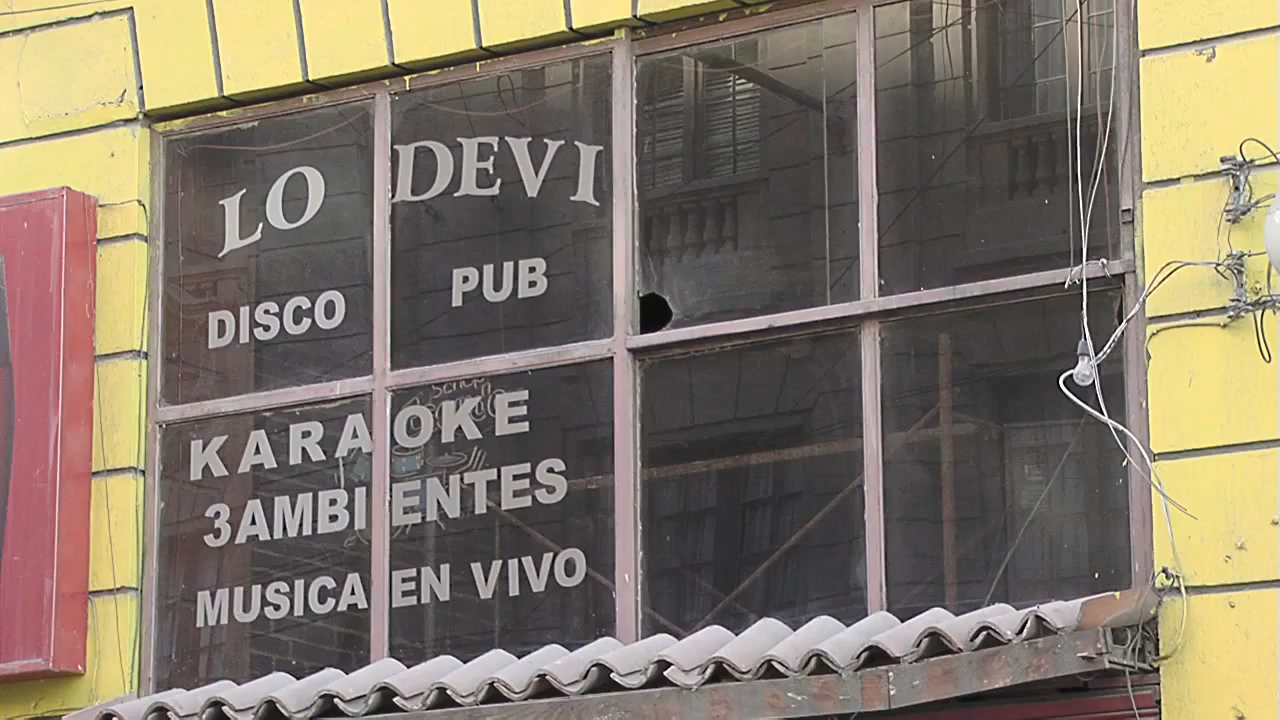 LO DEVI
DISCO PUB
KARAOKE
3AMBIENTES
MUSICA EN VIVO